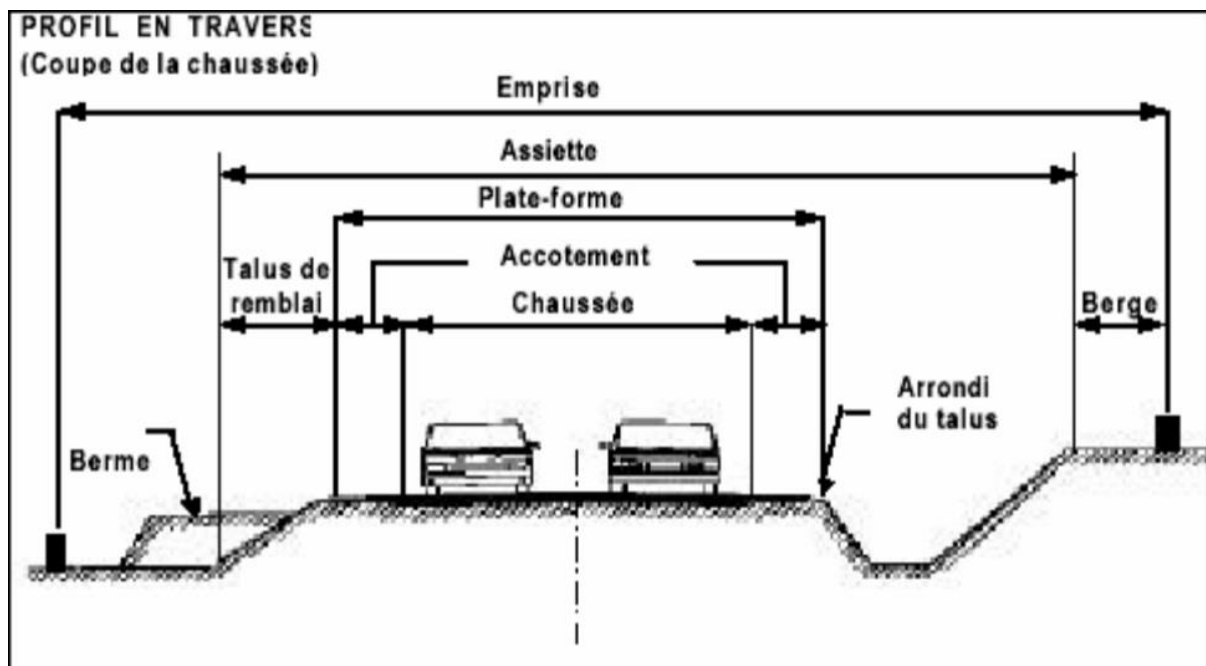 PROFIL EN TRAVERS
(Coupe de la chaussée)
Emprise
Assiette
Plate-forme
Accotement
Talus de
remblai
Chaussée
Berge
Arrondi
du talus
Berme